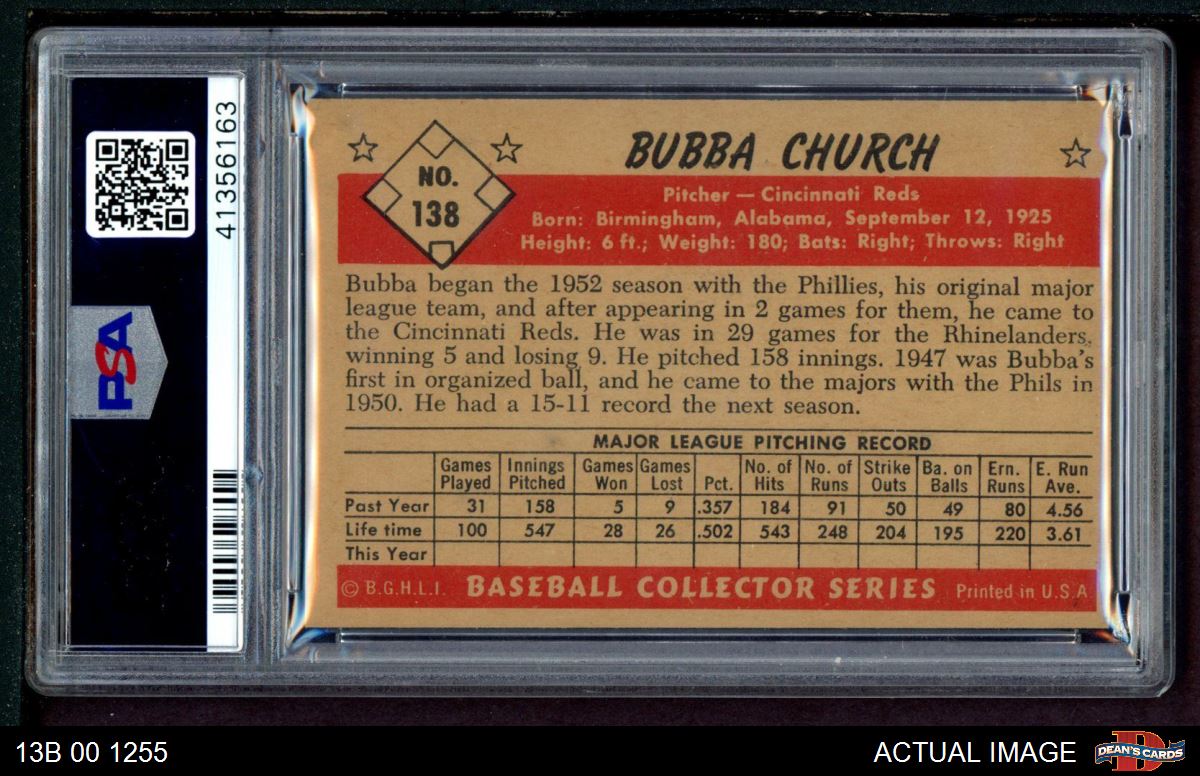 41356163
PSA
NO.
138
BUBBA CHURCH
Pitcher — Cincinnati Reds
Born: Birmingham, Alabama, September 12, 1925
Height: 6 ft.; Weight: 180; Bats: Right; Throws: Right
Bubba began the 1952 season with the Phillies, his original major
league team, and after appearing in 2 games for them, he came to
the Cincinnati Reds. He was in 29 games for the Rhinelanders,
winning 5 and losing 9. He pitched 158 innings. 1947 was Bubba's
first in organized ball, and he came to the majors with the Phils in
1950. He had a 15-11 record the next season.
MAJOR LEAGUE PITCHING RECORD
Games Played Innings Pitched Games Won Games Lost Pct. No. of Hits No. of Runs Strike Outs Ba. on Balls Ern. Runs E. Run Ave.
Past Year 31 158 5 9 .357 184 91 50 49 80 4.56
Life time 100 547 28 26 .502 543 248 204 195 220 3.61
This Year
© B.G.H.L.I. BASEBALL COLLECTOR SERIES Printed in U.S.A
13B 00 1255
ACTUAL IMAGE
DEAN'S CARDS